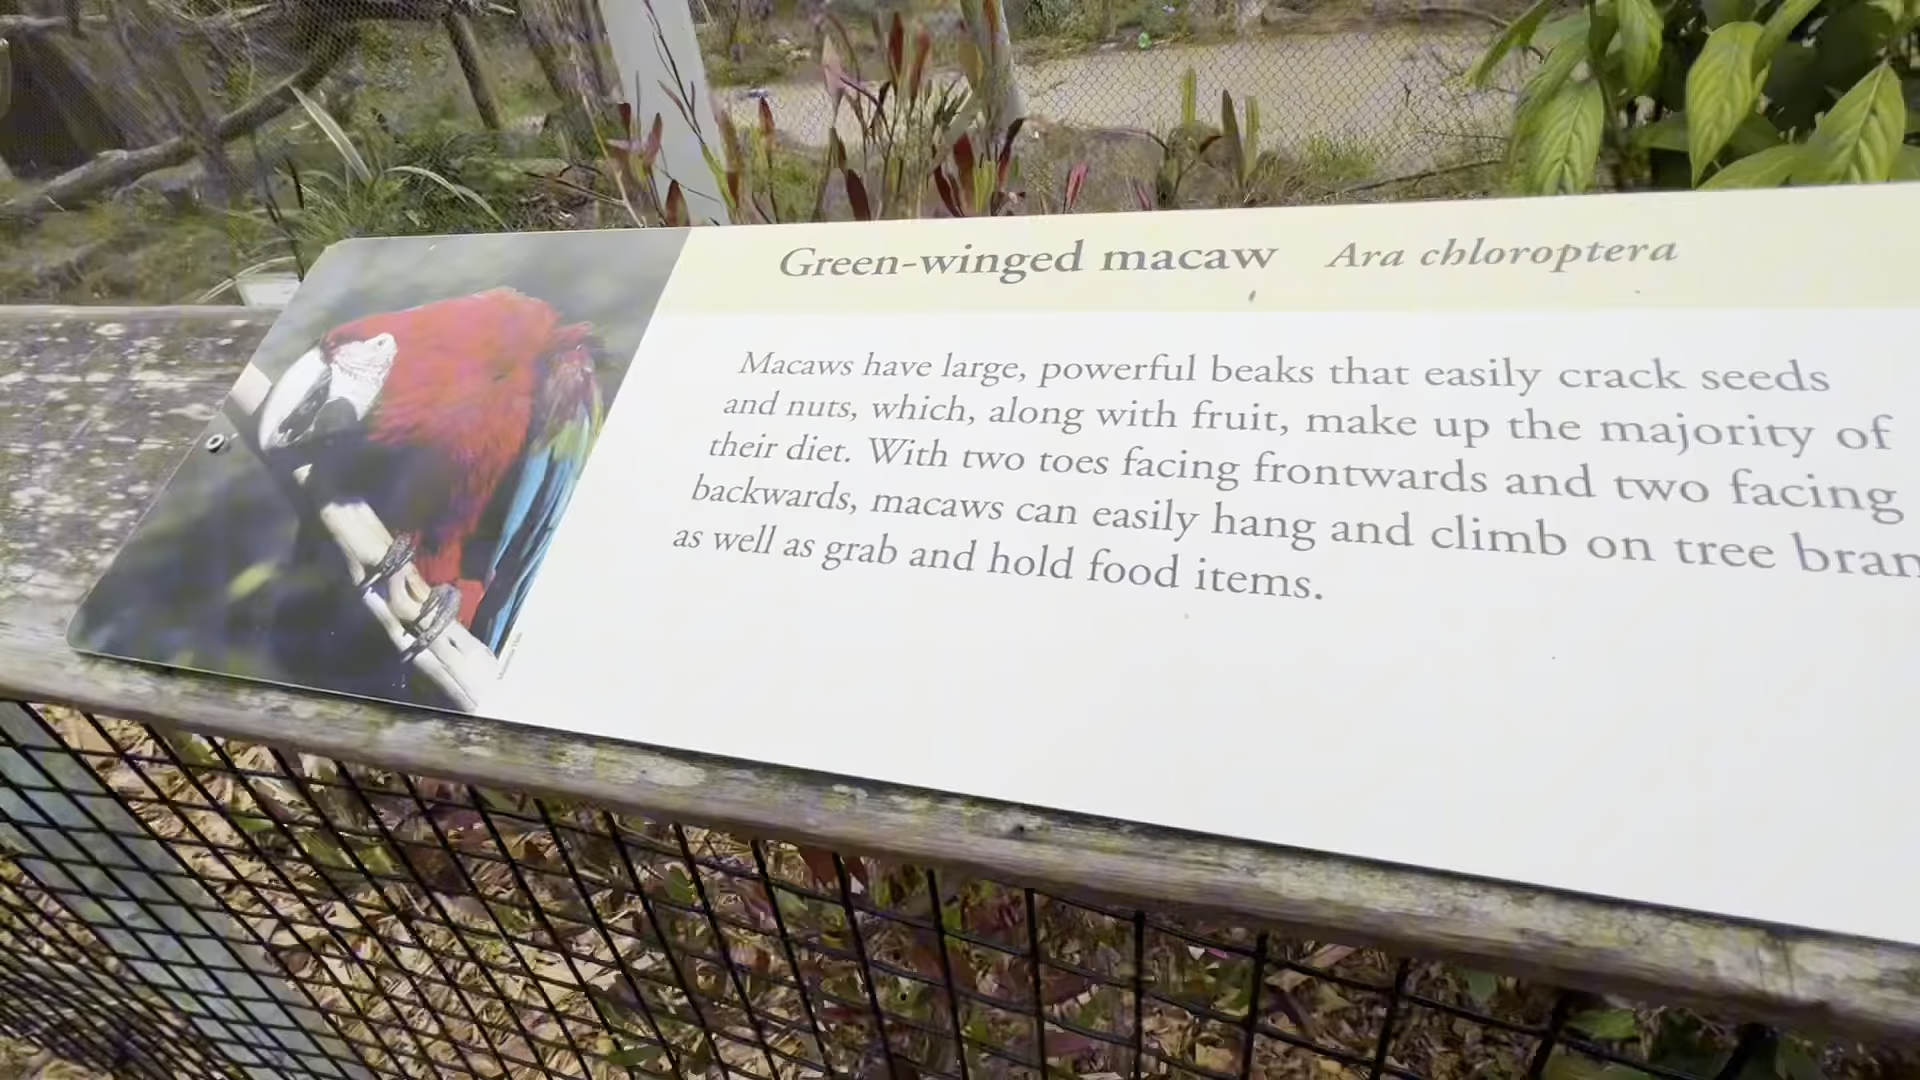 Green-winged macaw Ara chloroptera
Macaws have large, powerful beaks that easily crack seeds
and nuts, which, along with fruit, make up the majority of
their diet. With two toes facing frontwards and two facing
backwards, macaws can easily hang and climb on tree bran
as well as grab and hold food items.